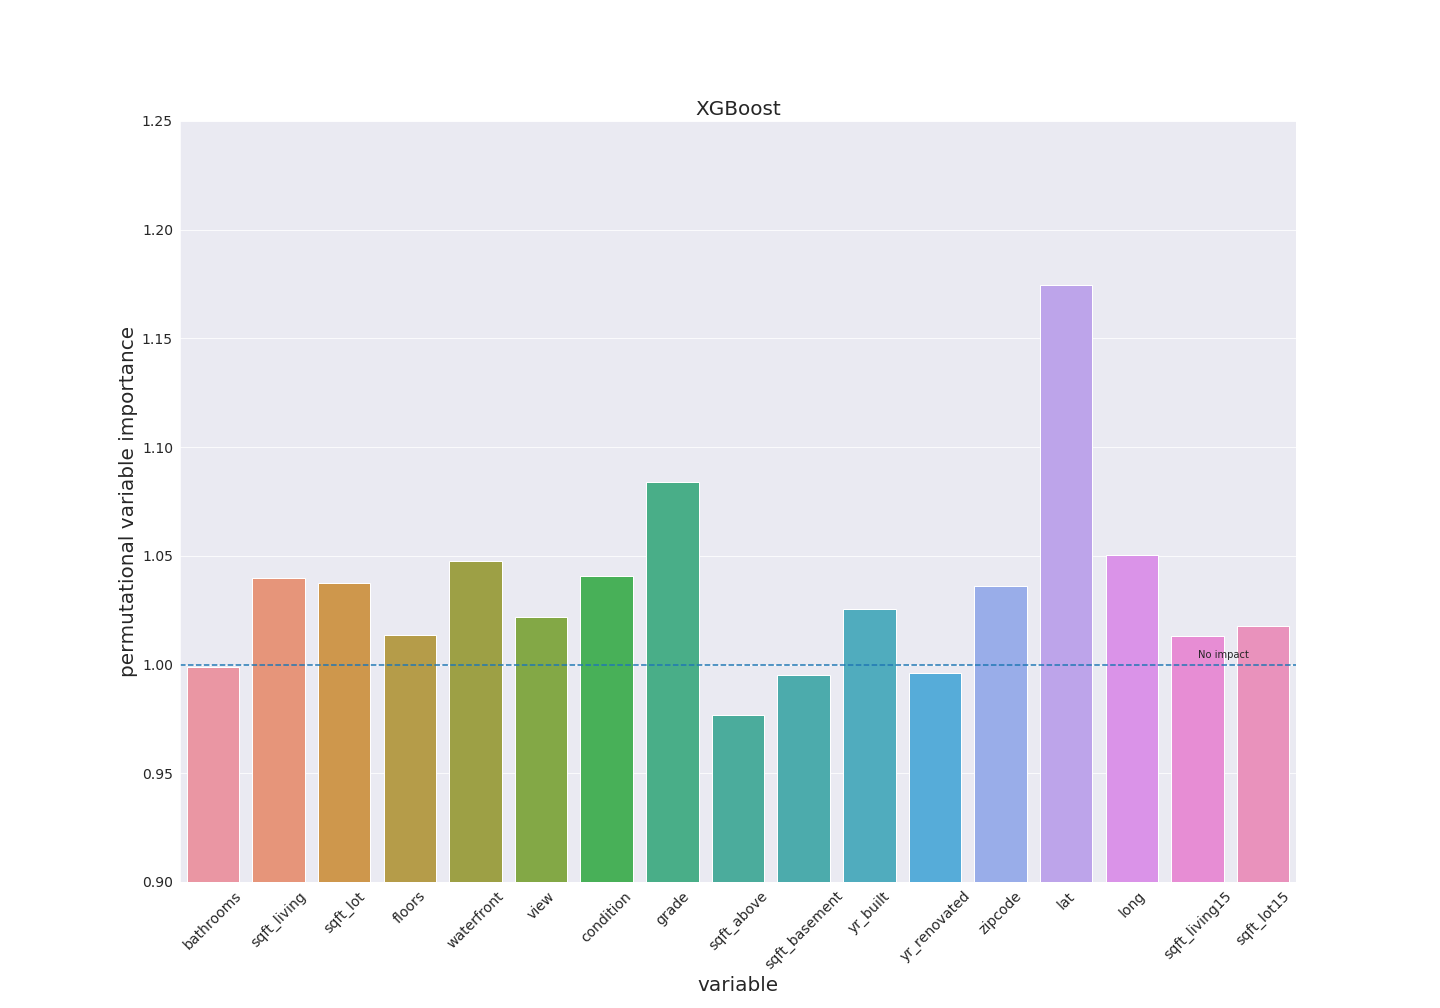 XGBoost
1.25
1.20
1.15
1.10
1.05
1.00
0.95
0.90
permutational variable importance
No impact
bathrooms
sqft_living
sqft_lot
floors
waterfront
view
condition
grade
sqft_above
sqft_basement
yr_built
yr_renovated
zipcode
lat
long
sqft_living15
sqft_lot15
variable